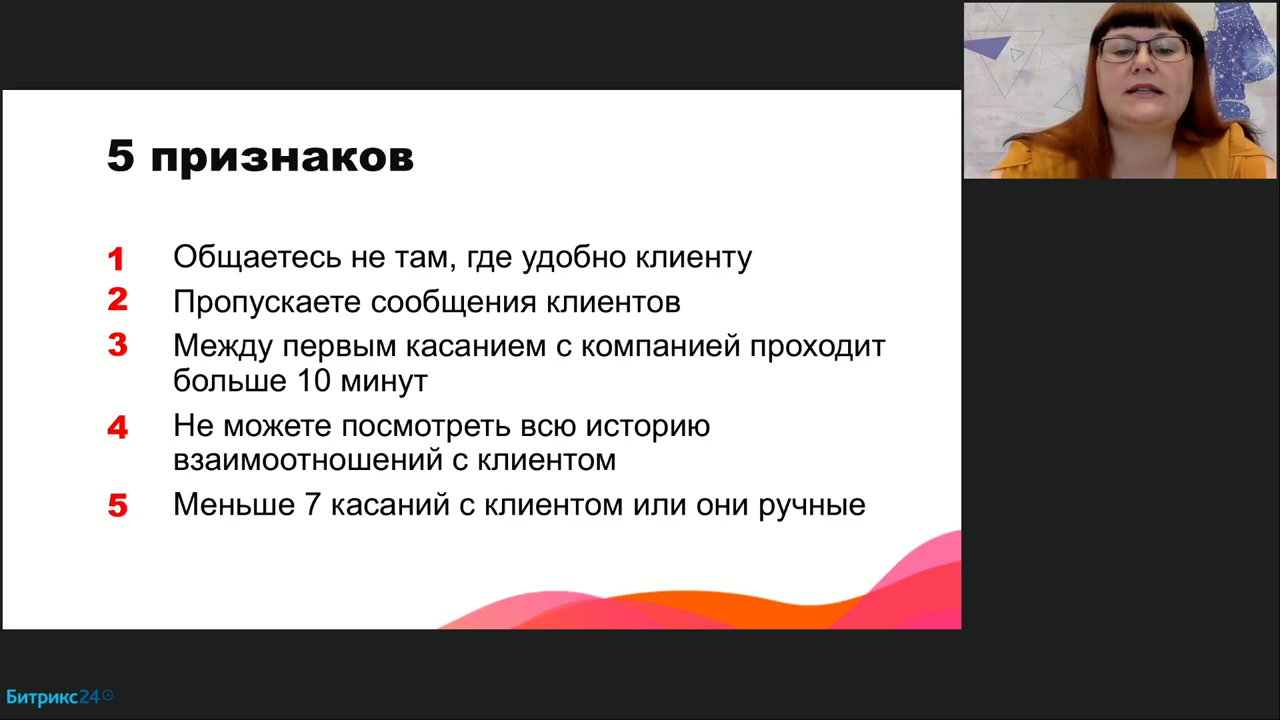 5 признаков
1 Общаетесь не там, где удобно клиенту
2 Пропускаете сообщения клиентов
3 Между первым касанием с компанией проходит
больше 10 минут
4 Не можете посмотреть всю историю
взаимоотношений с клиентом
5 Меньше 7 касаний с клиентом или они ручные
Битрикс24